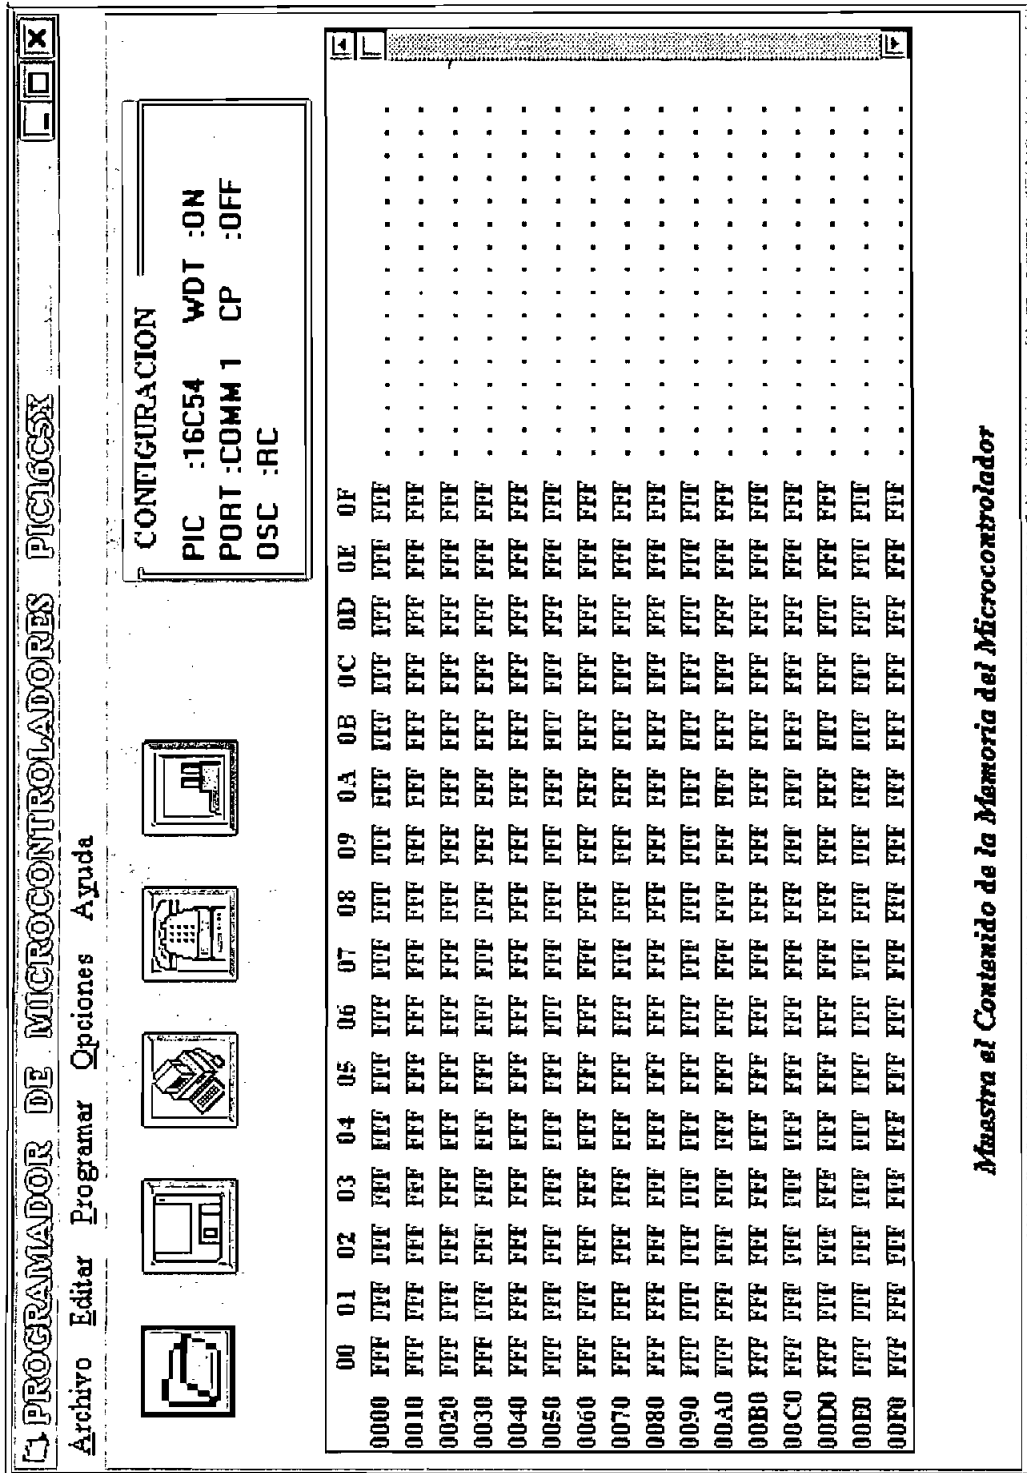 PROGRAMADOR DE MICROCONTROLADORES PIC16C5X
Archivo Editar Programar Opciones Ayuda
CONFIGURACION
PIC :16C54 WDT :ON
PORT :COMM 1 CP :OFF
OSC :RC
00 01 02 03 04 05 06 07 08 09 0A 0B 0C 0D 0E 0F
0000 FFF FFF FFF FFF FFF FFF FFF FFF FFF FFF FFF FFF FFF FFF FFF FFF . . . . . . . . . . . . . . . .
0010 FFF FFF FFF FFF FFF FFF FFF FFF FFF FFF FFF FFF FFF FFF FFF FFF . . . . . . . . . . . . . . . .
0020 FFF FFF FFF FFF FFF FFF FFF FFF FFF FFF FFF FFF FFF FFF FFF FFF . . . . . . . . . . . . . . . .
0030 FFF FFF FFF FFF FFF FFF FFF FFF FFF FFF FFF FFF FFF FFF FFF FFF . . . . . . . . . . . . . . . .
0040 FFF FFF FFF FFF FFF FFF FFF FFF FFF FFF FFF FFF FFF FFF FFF FFF . . . . . . . . . . . . . . . .
0050 FFF FFF FFF FFF FFF FFF FFF FFF FFF FFF FFF FFF FFF FFF FFF FFF . . . . . . . . . . . . . . . .
0060 FFF FFF FFF FFF FFF FFF FFF FFF FFF FFF FFF FFF FFF FFF FFF FFF . . . . . . . . . . . . . . . .
0070 FFF FFF FFF FFF FFF FFF FFF FFF FFF FFF FFF FFF FFF FFF FFF FFF . . . . . . . . . . . . . . . .
0080 FFF FFF FFF FFF FFF FFF FFF FFF FFF FFF FFF FFF FFF FFF FFF FFF . . . . . . . . . . . . . . . .
0090 FFF FFF FFF FFF FFF FFF FFF FFF FFF FFF FFF FFF FFF FFF FFF FFF . . . . . . . . . . . . . . . .
00A0 FFF FFF FFF FFF FFF FFF FFF FFF FFF FFF FFF FFF FFF FFF FFF FFF . . . . . . . . . . . . . . . .
00B0 FFF FFF FFF FFF FFF FFF FFF FFF FFF FFF FFF FFF FFF FFF FFF FFF . . . . . . . . . . . . . . . .
00C0 FFF FFF FFF FFF FFF FFF FFF FFF FFF FFF FFF FFF FFF FFF FFF FFF . . . . . . . . . . . . . . . .
00D0 FFF FFF FFF FFF FFF FFF FFF FFF FFF FFF FFF FFF FFF FFF FFF FFF . . . . . . . . . . . . . . . .
00E0 FFF FFF FFF FFF FFF FFF FFF FFF FFF FFF FFF FFF FFF FFF FFF FFF . . . . . . . . . . . . . . . .
00F0 FFF FFF FFF FFF FFF FFF FFF FFF FFF FFF FFF FFF FFF FFF FFF FFF . . . . . . . . . . . . . . . .
Muestra el Contenido de la Memoria del Microcontrolador